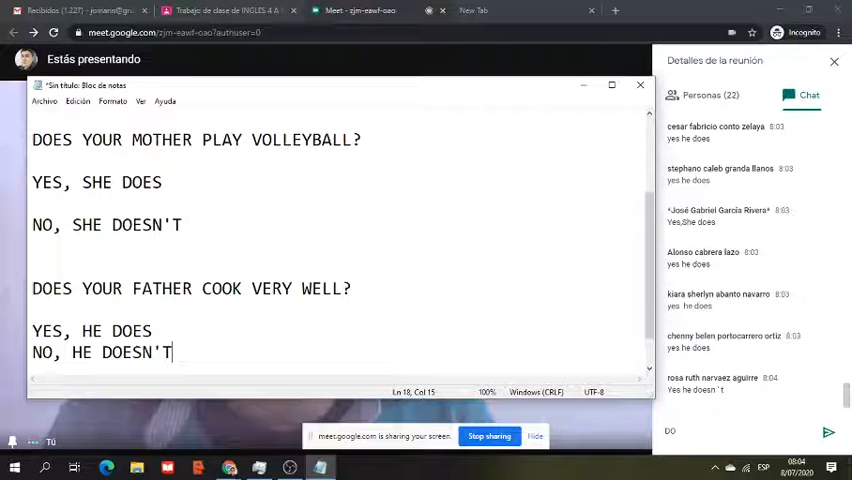 Recibidos (1.227) - jomarin@gru
Trabajo de clase de INGLES 4 A
Meet - zjm-eawf-oao
New Tab
meet.google.com/zjm-eawf-oao?authuser=0
Incognito
Estás presentando
Detalles de la reunión
*Sin título: Bloc de notas
Archivo Edición Formato Ver Ayuda
DOES YOUR MOTHER PLAY VOLLEYBALL?
YES, SHE DOES
NO, SHE DOESN'T
DOES YOUR FATHER COOK VERY WELL?
YES, HE DOES
NO, HE DOESN'T
Ln 18, Col 15 100% Windows (CRLF) UTF-8
Personas (22) Chat
cesar fabricio conto zelaya 8:03
yes he does
stephano caleb granda llanos 8:03
yes he does
*José Gabriel García Rivera* 8:03
Yes,She does
Alonso cabrera lazo 8:03
yes he does
kiara sherlyn abanto navarro 8:03
yes he does
chenny belen portocarrero ortiz 8:03
yes he does
rosa ruth narvaez aguirre 8:04
Yes he doesn ' t
DO
Tú
meet.google.com is sharing your screen. Stop sharing Hide
ESP
08:04
8/07/2020